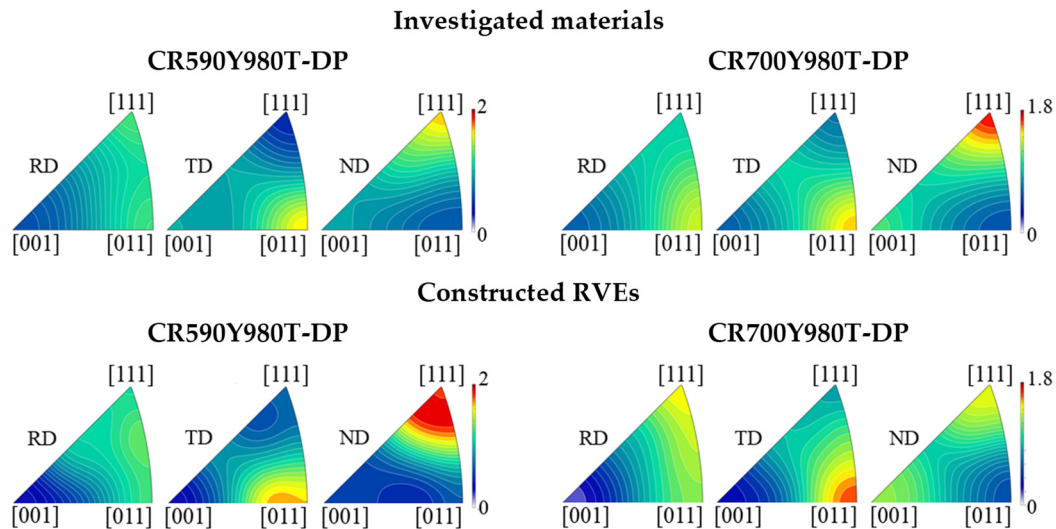 Investigated materials
CR590Y980T-DP CR700Y980T-DP
[111] [111] [111] 2 [111] [111] [111] 1.8
RD TD ND RD TD ND
0 0
[001] [011] [001] [011] [001] [011] [001] [011] [001] [011] [001] [011]
Constructed RVEs
CR590Y980T-DP CR700Y980T-DP
[111] [111] [111] 2 [111] [111] [111] 1.8
RD TD ND RD TD ND
0 0
[001] [011] [001] [011] [001] [011] [001] [011] [001] [011] [001] [011]